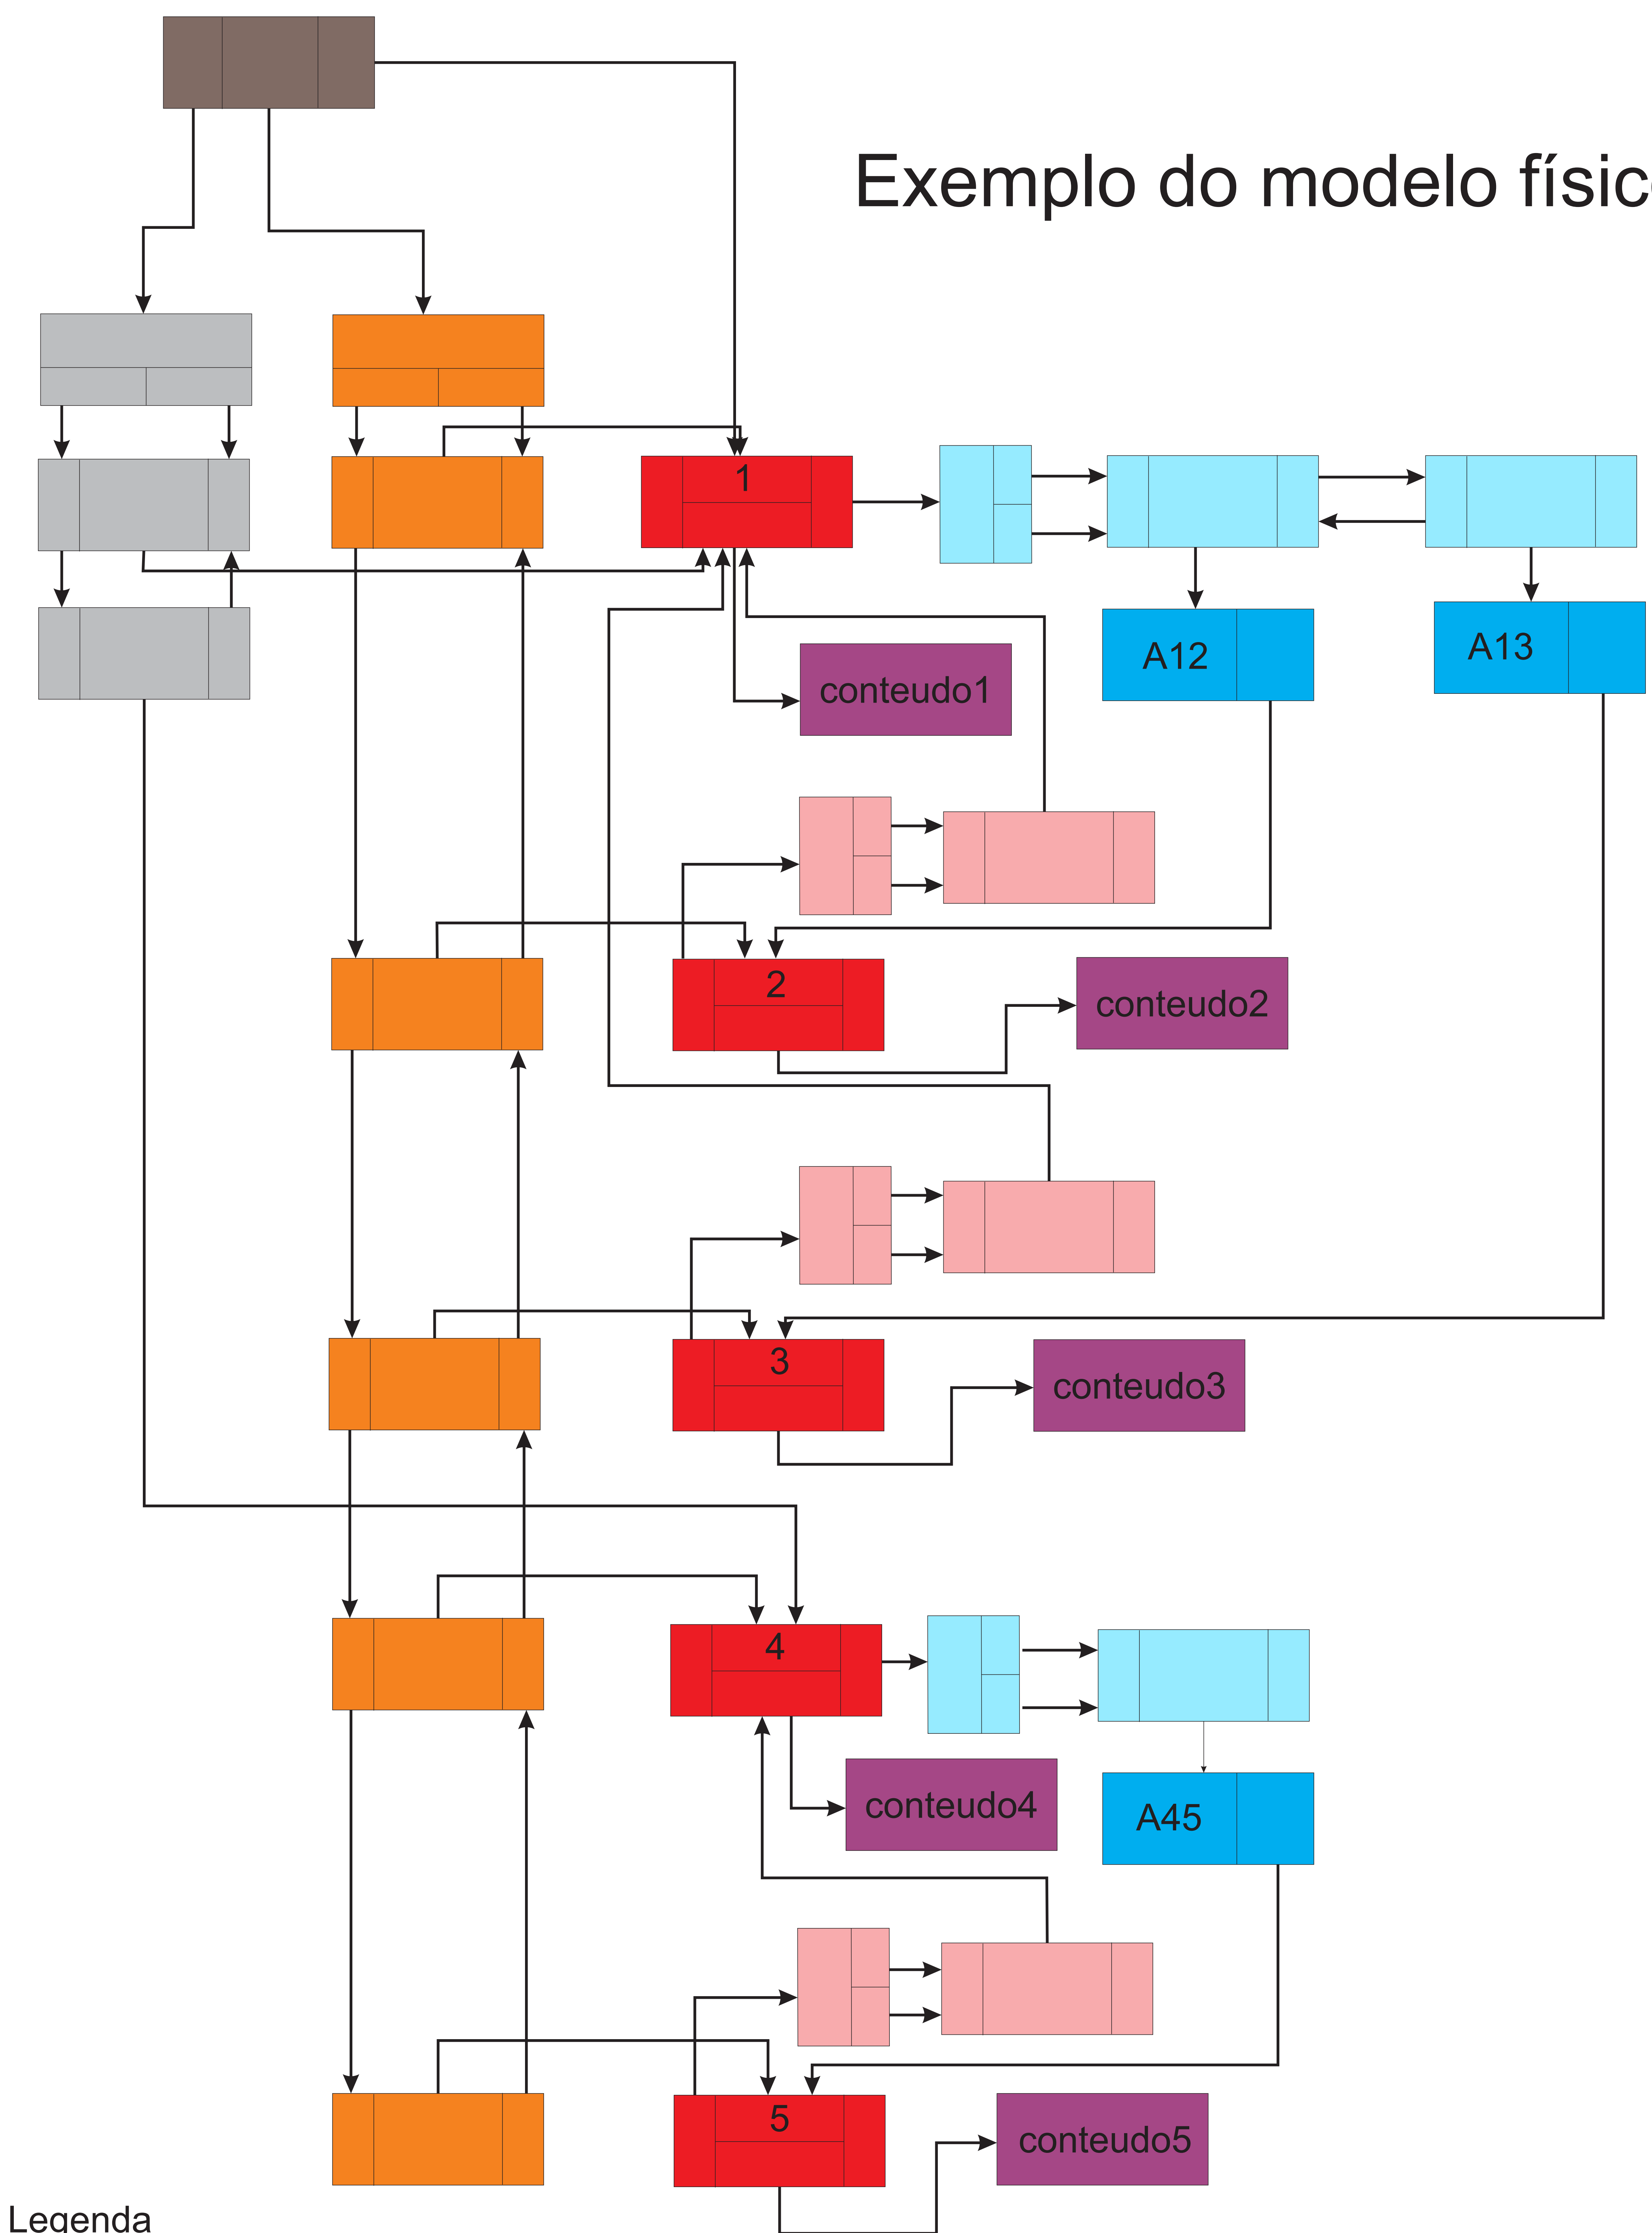 Exemplo do modelo físic
1
A12
A13
conteudo1
2
conteudo2
3
conteudo3
4
conteudo4
A45
5
conteudo5
Legenda